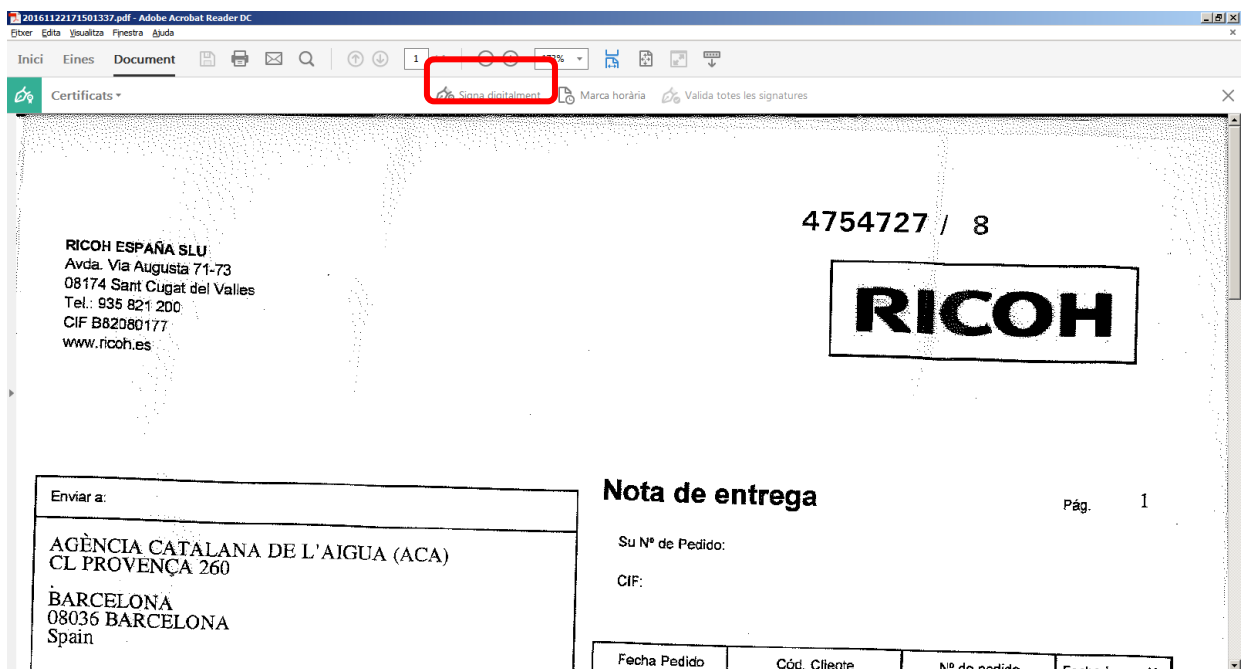 20161122171501337.pdf - Adobe Acrobat Reader DC
Fitxer Edita Visualitza Finestra Ajuda
Inici Eines Document 1
Certificats Signa digitalment Marca horària Valida totes les signatures
4754727 / 8
RICOH ESPAÑA SLU
Avda. Via Augusta 71-73
08174 Sant Cugat del Valles
Tel.: 935 821 200
CIF B82080177
www.ricoh.es
RICOH
Enviar a:
AGÈNCIA CATALANA DE L'AIGUA (ACA)
CL PROVENÇA 260
BARCELONA
08036 BARCELONA
Spain
Nota de entrega
Pág. 1
Su Nº de Pedido:
CIF:
Fecha Pedido Cód. Cliente Nº de pedido